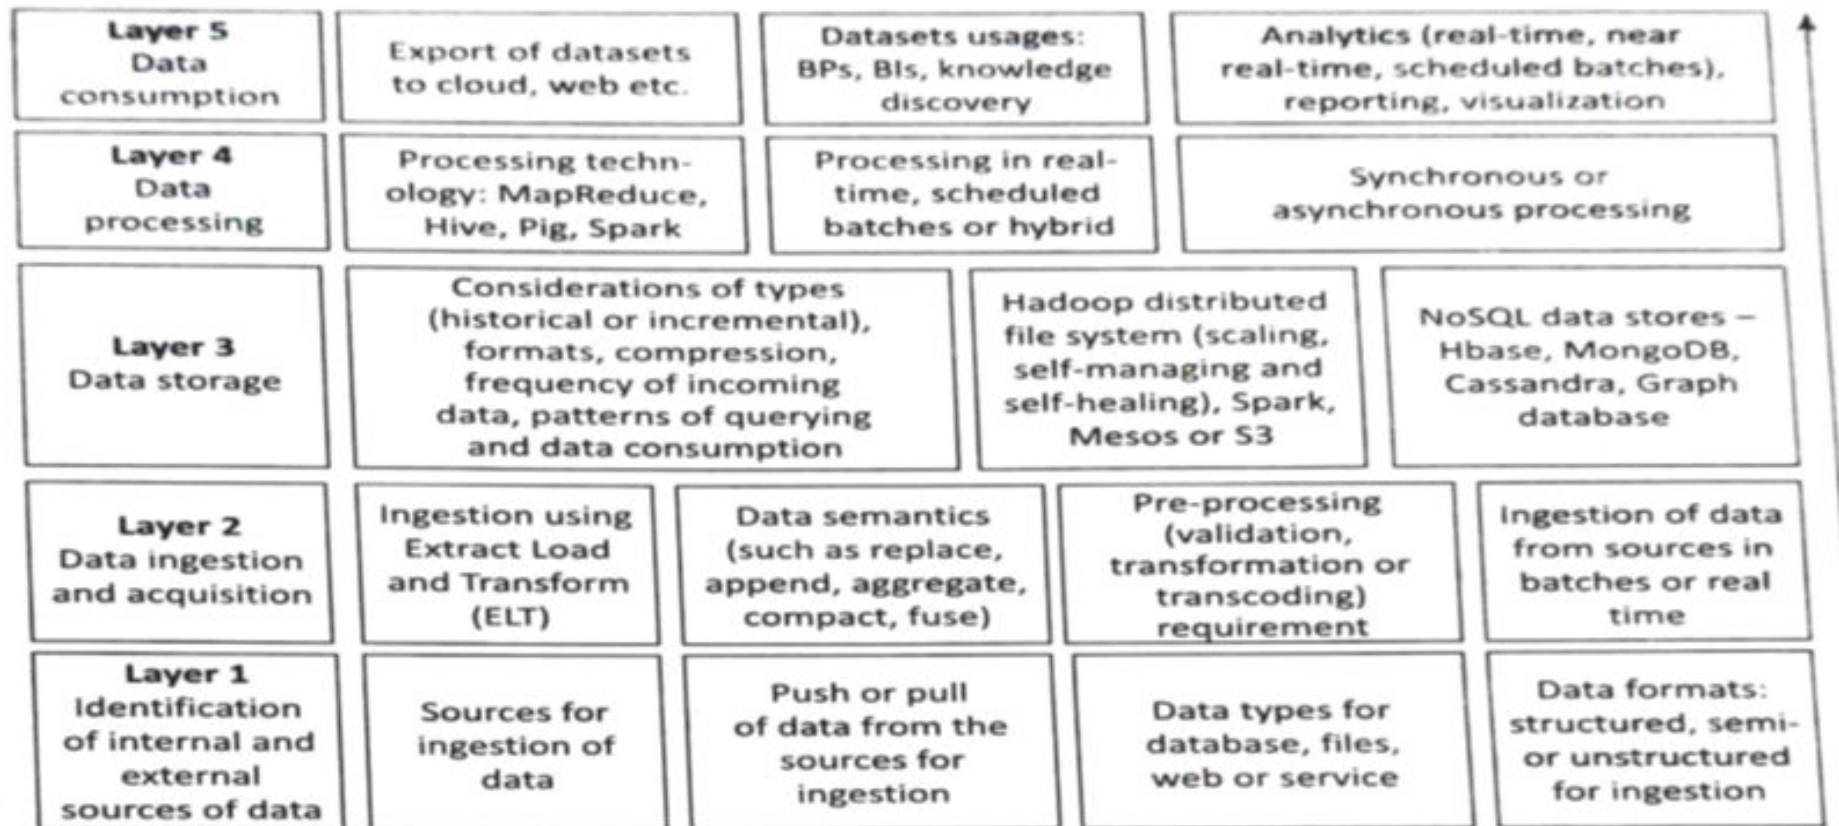 Layer 5
Data
consumption
Export of datasets
to cloud, web etc.
Datasets usages:
BPs, BIs, knowledge
discovery
Analytics (real-time, near
real-time, scheduled batches),
reporting, visualization
Layer 4
Data
processing
Processing techn-
ology: MapReduce,
Hive, Pig, Spark
Processing in real-
time, scheduled
batches or hybrid
Synchronous or
asynchronous processing
Layer 3
Data storage
Considerations of types
(historical or incremental),
formats, compression,
frequency of incoming
data, patterns of querying
and data consumption
Hadoop distributed
file system (scaling,
self-managing and
self-healing), Spark,
Mesos or S3
NoSQL data stores –
Hbase, MongoDB,
Cassandra, Graph
database
Layer 2
Data ingestion
and acquisition
Ingestion using
Extract Load
and Transform
(ELT)
Data semantics
(such as replace,
append, aggregate,
compact, fuse)
Pre-processing
(validation,
transformation or
transcoding)
requirement
Ingestion of data
from sources in
batches or real
time
Layer 1
Identification
of internal and
external
sources of data
Sources for
ingestion of
data
Push or pull
of data from the
sources for
ingestion
Data types for
database, files,
web or service
Data formats:
structured, semi-
or unstructured
for ingestion